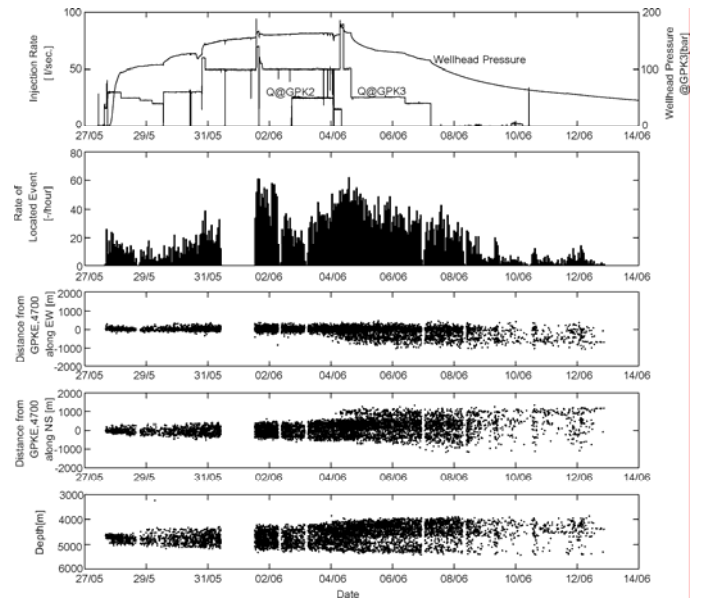 100
50
0
Injection Rate
[ l/sec.]
200
100
0
Wellhead Pressure
@GPK3[bar]
Wellhead Pressure
Q@GPK2
Q@GPK3
27/05 29/5 31/05 02/06 04/06 06/06 08/06 10/06 12/06 14/06
80
60
40
20
0
Rate of
Located Event
[-/hour]
27/05 29/5 31/05 02/06 04/06 06/06 08/06 10/06 12/06 14/06
2000
1000
0
-1000
-2000
Distance from
GPKE,4700
along EW [m]
27/05 29/5 31/05 02/06 04/06 06/06 08/06 10/06 12/06 14/06
2000
1000
0
-1000
-2000
Distance from
GPKE,4700
along NS [m]
27/05 29/5 31/05 02/06 04/06 06/06 08/06 10/06 12/06 14/06
3000
4000
5000
6000
Depth[m]
27/05 29/5 31/05 02/06 04/06 06/06 08/06 10/06 12/06 14/06
Date